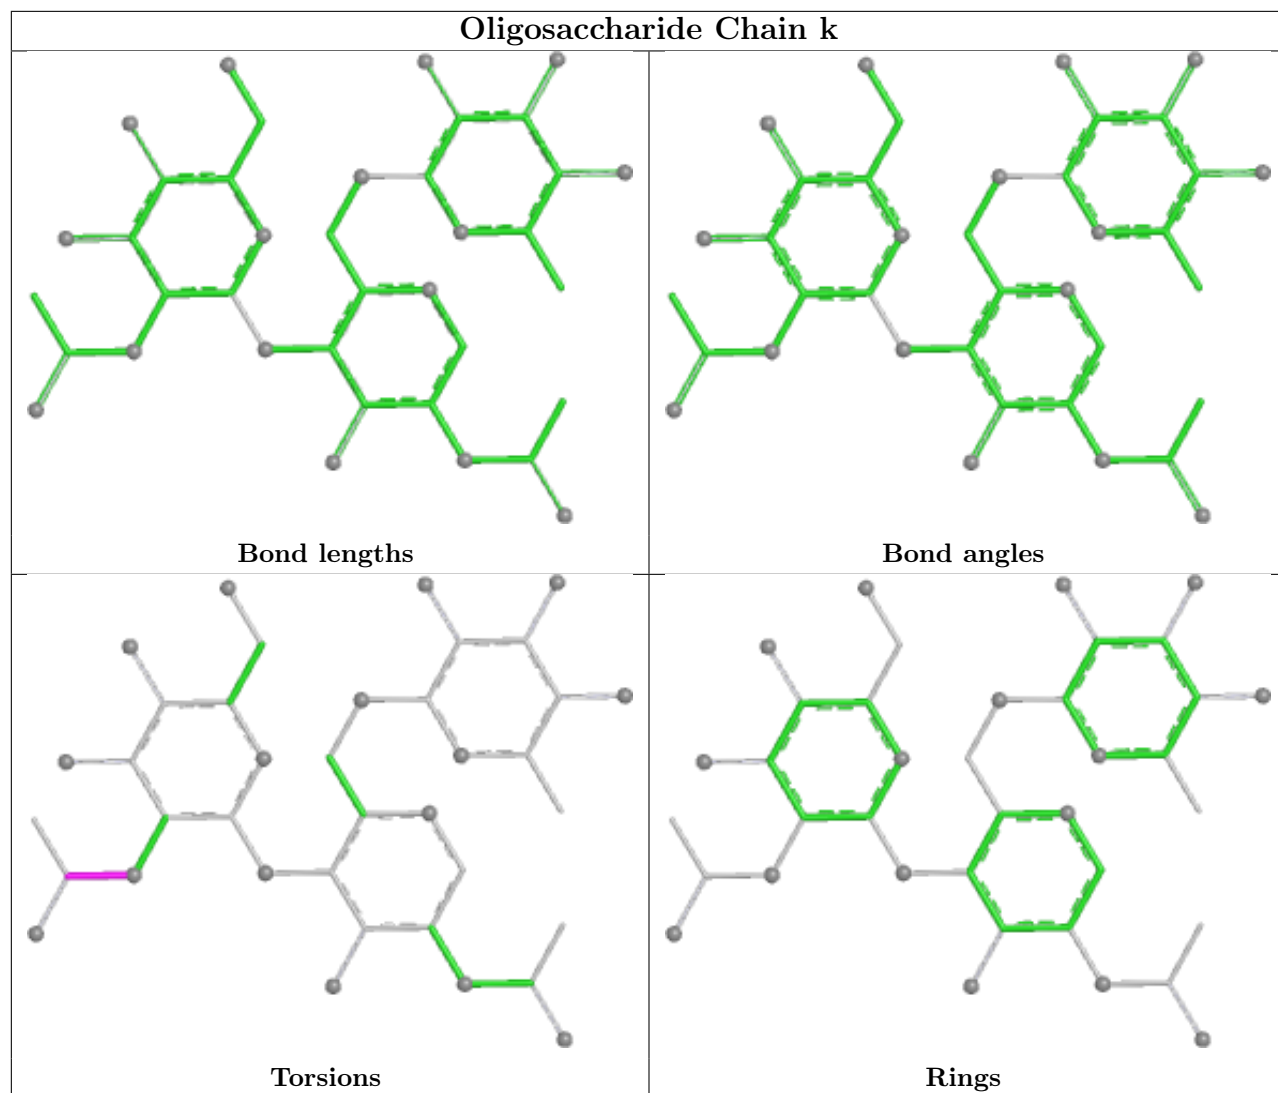 Oligosaccharide Chain k
Bond lengths
Bond angles
Torsions
Rings